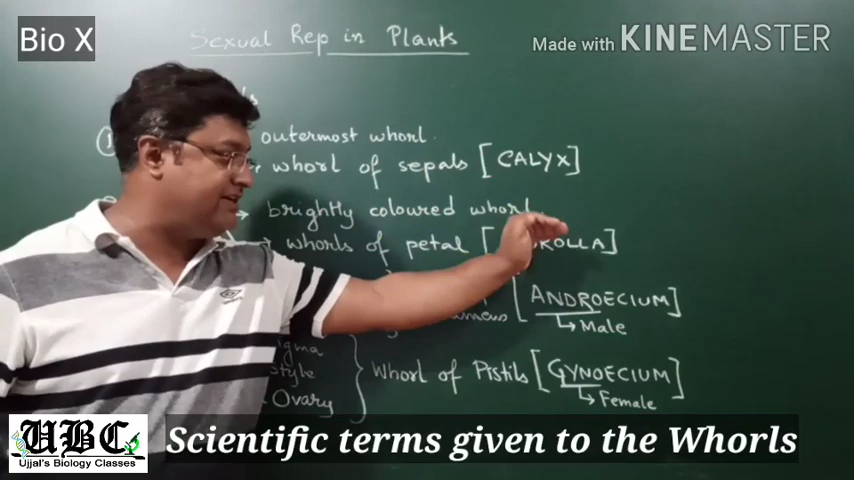 Bio X
Sexual Rep in Plants
Made with KINEMASTER
outermost whorl.
whorl of sepals [CALYX]
→ brightly coloured whorl
→ whorls of petal [ ROLLA]
[ANDROECIUM]
↳ Male
Style
Ovary
Whorl of Pistils [GYNOECIUM]
↳ Female
UBC
Ujjal's Biology Classes
Scientific terms given to the Whorls